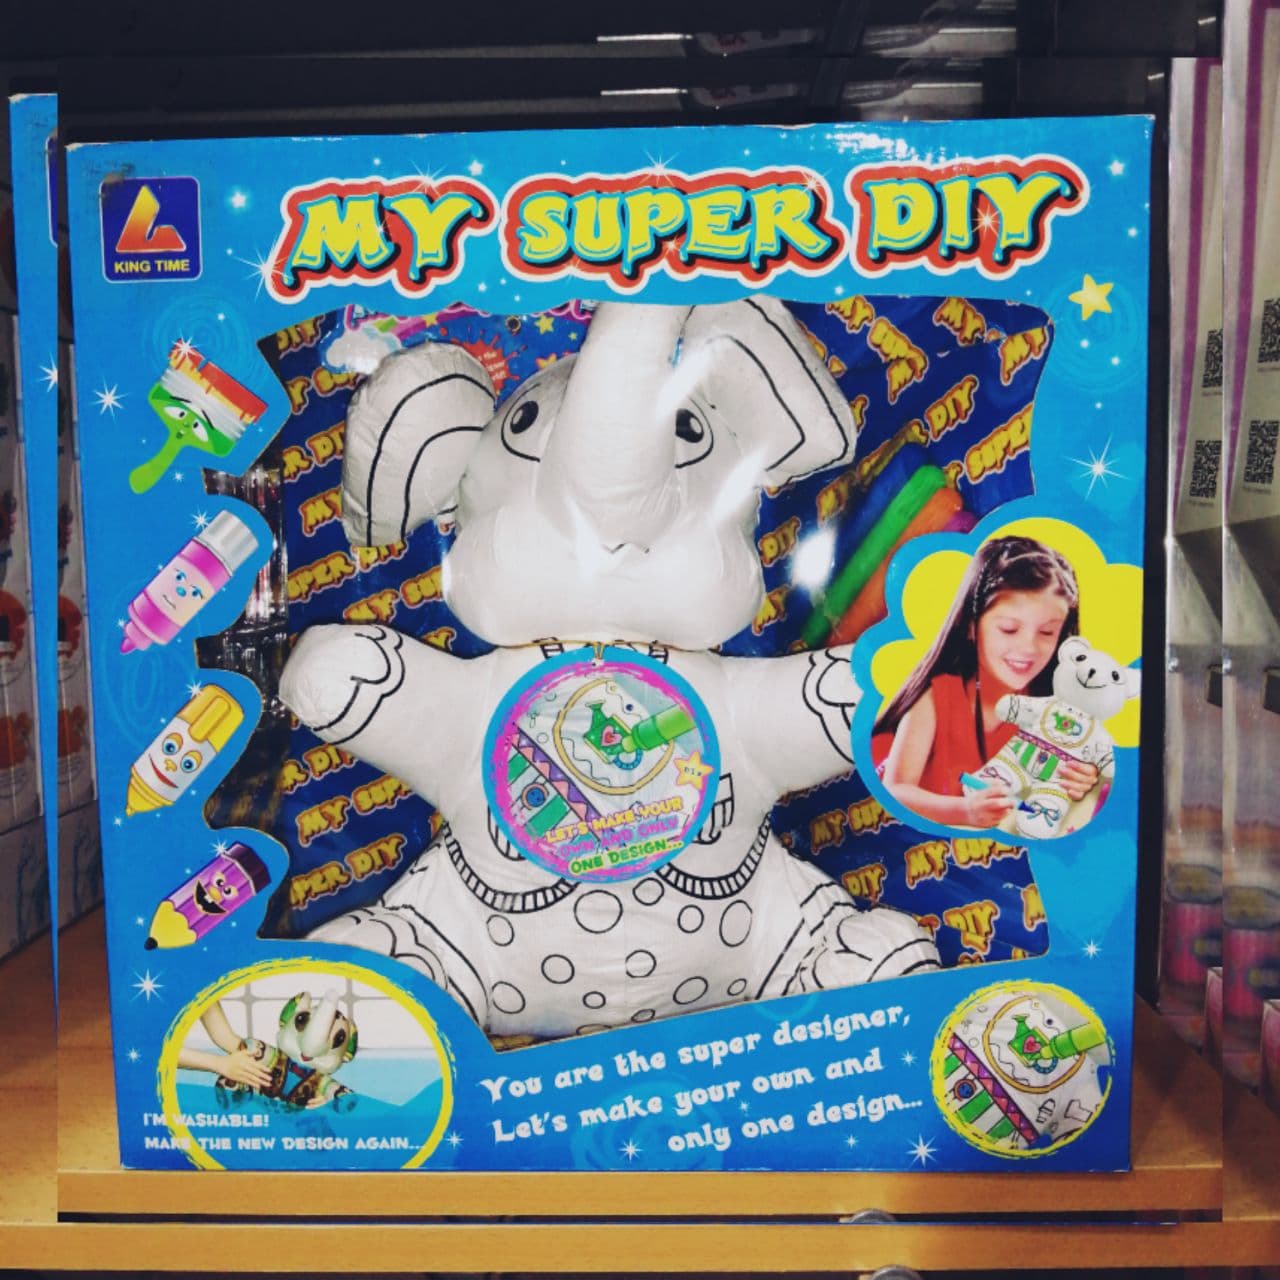 MY SUPER DIY
KING TIME
LET'S MAKE YOUR
OWN AND ONLY
ONE DESIGN...
You are the super designer,
Let's make your own and
only one design...
I'M WASHABLE!
MAKE THE NEW DESIGN AGAIN...